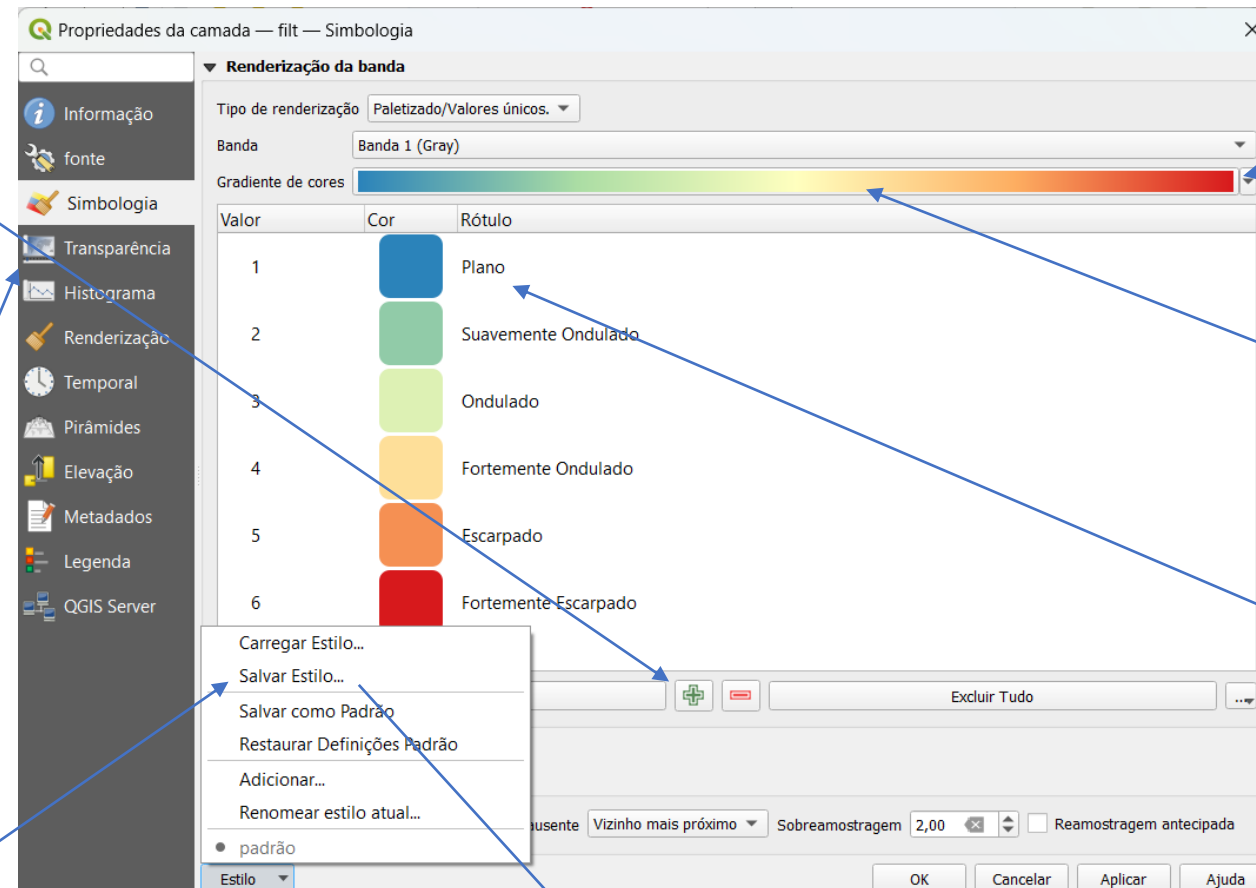 Propriedades da camada — filt — Simbologia
Renderização da banda
Informação
fonte
Simbologia
Transparência
Histograma
Renderização
Temporal
Pirâmides
Elevação
Metadados
Legenda
QGIS Server
Tipo de renderização Paletizado/Valores únicos.
Banda Banda 1 (Gray)
Gradiente de cores
Valor Cor Rótulo
1 Plano
2 Suavemente Ondulado
3 Ondulado
4 Fortemente Ondulado
5 Escarpado
6 Fortemente Escarpado
Carregar Estilo...
Salvar Estilo...
Salvar como Padrão
Restaurar Definições Padrão
Adicionar...
Renomear estilo atual...
padrão
Excluir Tudo
...
Vizinho mais próximo Sobreamostragem 2,00 Reamostragem antecipada
Estilo OK Cancelar Aplicar Ajuda